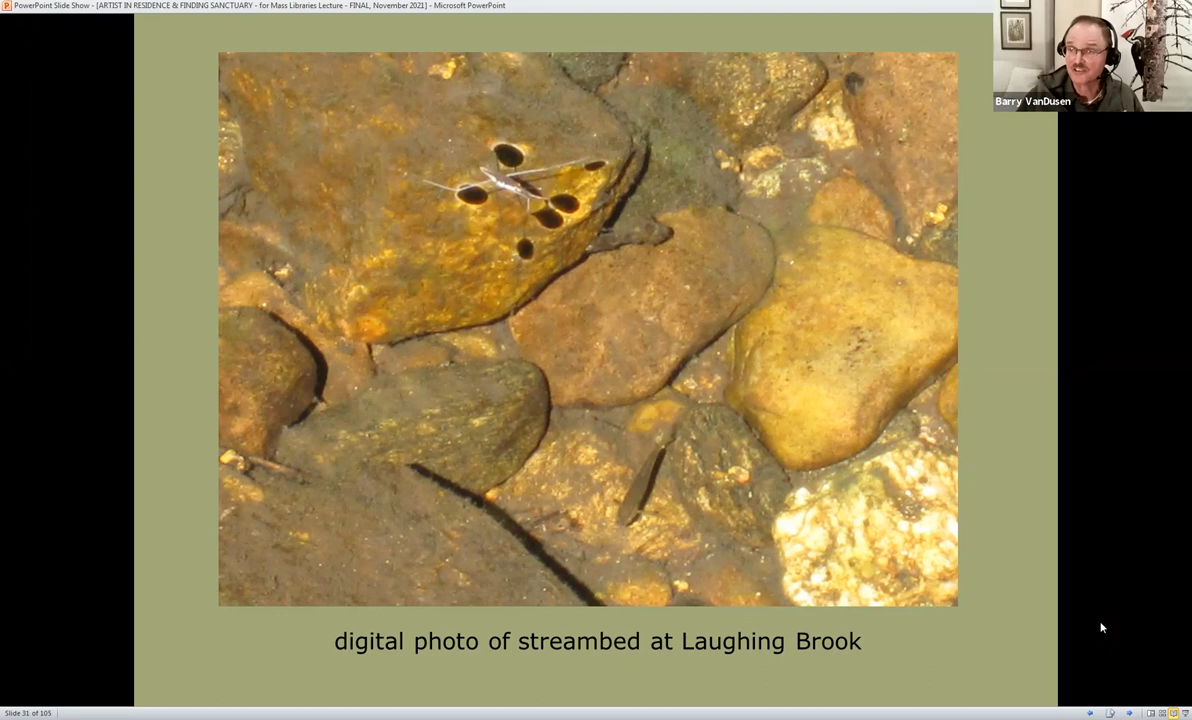 PowerPoint Slide Show - [ARTIST IN RESIDENCE & FINDING SANCTUARY - for Mass Libraries Lecture - FINAL, November 2021] - Microsoft PowerPoint
Barry VanDusen
digital photo of streambed at Laughing Brook
Slide 31 of 105